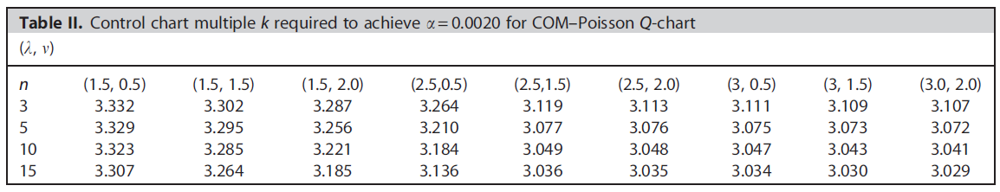 Table II. Control chart multiple k required to achieve α = 0.0020 for COM–Poisson Q-chart
(λ, ν)
n (1.5, 0.5) (1.5, 1.5) (1.5, 2.0) (2.5,0.5) (2.5,1.5) (2.5, 2.0) (3, 0.5) (3, 1.5) (3.0, 2.0)
3 3.332 3.302 3.287 3.264 3.119 3.113 3.111 3.109 3.107
5 3.329 3.295 3.256 3.210 3.077 3.076 3.075 3.073 3.072
10 3.323 3.285 3.221 3.184 3.049 3.048 3.047 3.043 3.041
15 3.307 3.264 3.185 3.136 3.036 3.035 3.034 3.030 3.029